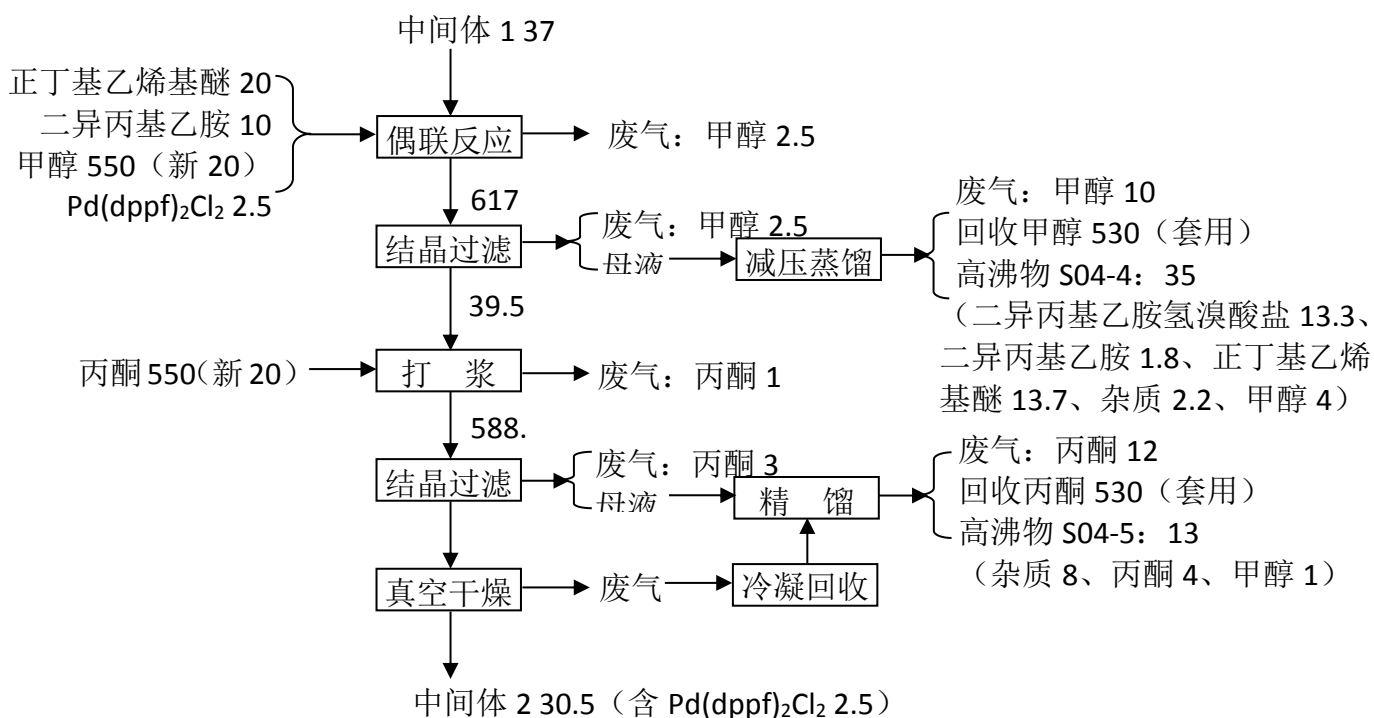 中间体 1 37
正丁基乙烯基醚 20
二异丙基乙胺 10
甲醇 550（新 20）
Pd(dppf)₂Cl₂ 2.5
偶联反应
废气：甲醇 2.5
617
结晶过滤
废气：甲醇 2.5
母液
减压蒸馏
废气：甲醇 10
回收甲醇 530（套用）
高沸物 S04-4：35
（二异丙基乙胺氢溴酸盐 13.3、
二异丙基乙胺 1.8、正丁基乙烯
基醚 13.7、杂质 2.2、甲醇 4）
39.5
丙酮 550(新 20）
打 浆
废气：丙酮 1
588.
结晶过滤
废气：丙酮 3
母液
精 馏
废气：丙酮 12
回收丙酮 530（套用）
高沸物 S04-5：13
（杂质 8、丙酮 4、甲醇 1）
真空干燥
废气
冷凝回收
中间体 2 30.5（含 Pd(dppf)₂Cl₂ 2.5）